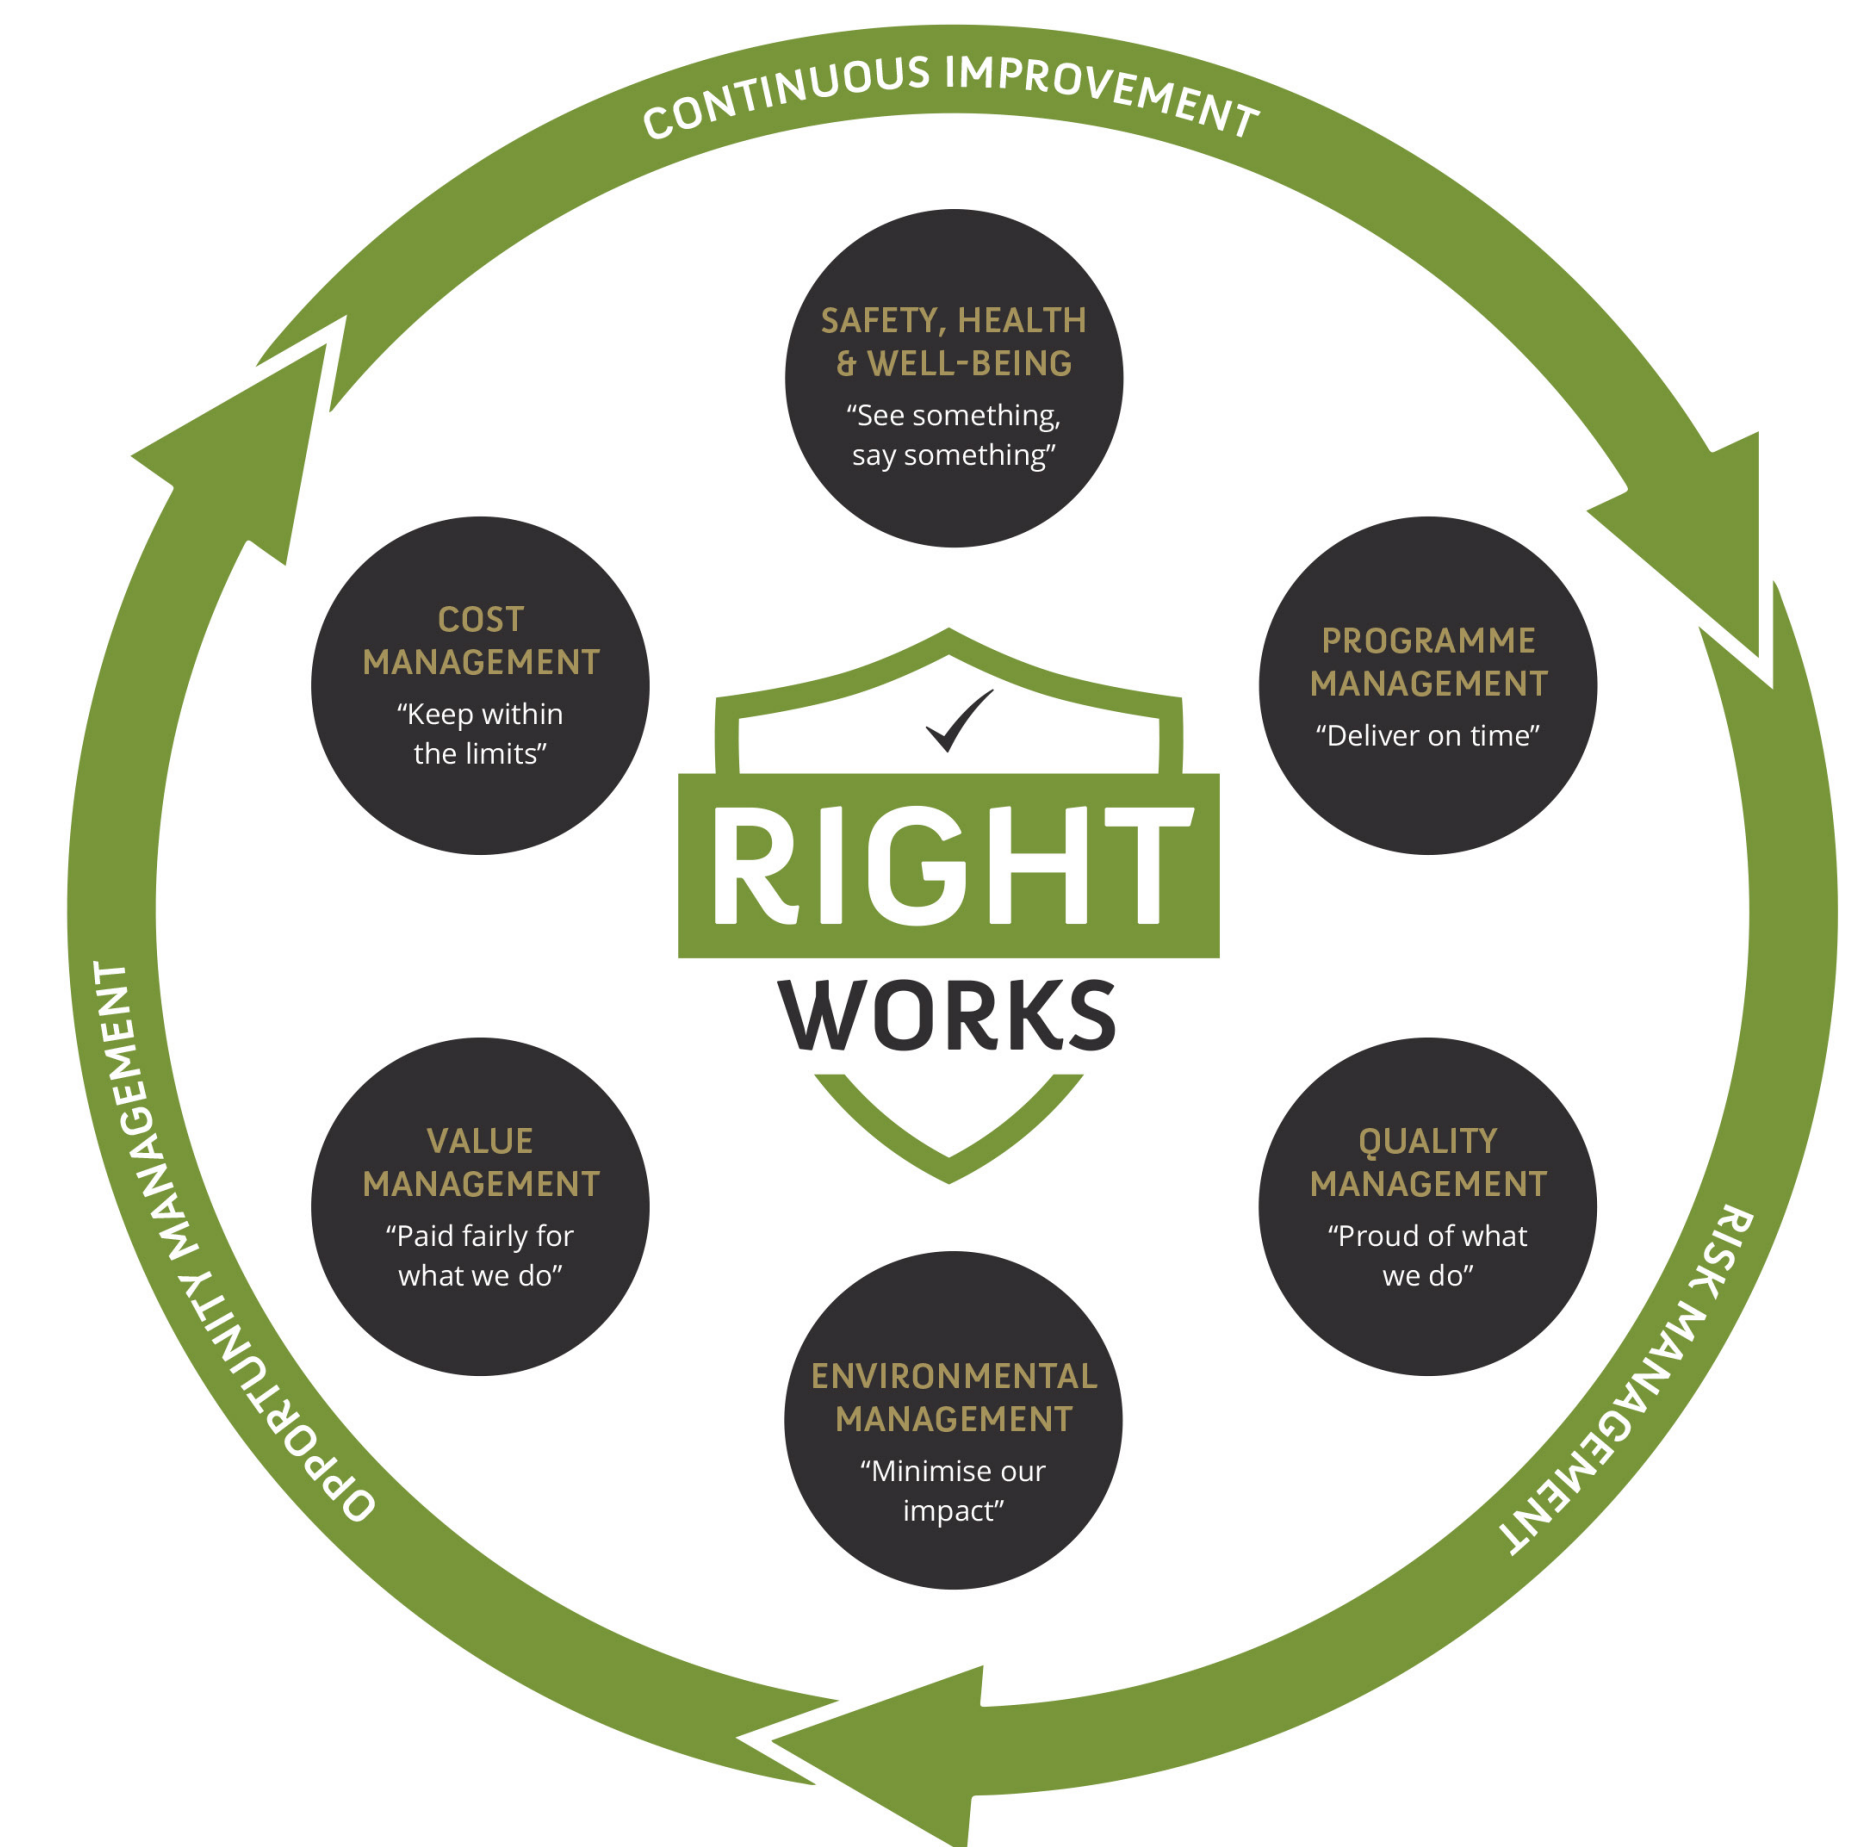 CONTINUOUS IMPROVEMENT
SAFETY, HEALTH
& WELL-BEING
“See something,
say something”
COST
MANAGEMENT
“Keep within
the limits”
PROGRAMME
MANAGEMENT
“Deliver on time”
RIGHT
WORKS
VALUE
MANAGEMENT
“Paid fairly for
what we do”
QUALITY
MANAGEMENT
“Proud of what
we do”
ENVIRONMENTAL
MANAGEMENT
“Minimise our
impact”
OPPORTUNITY MANAGEMENT
RISK MANAGEMENT